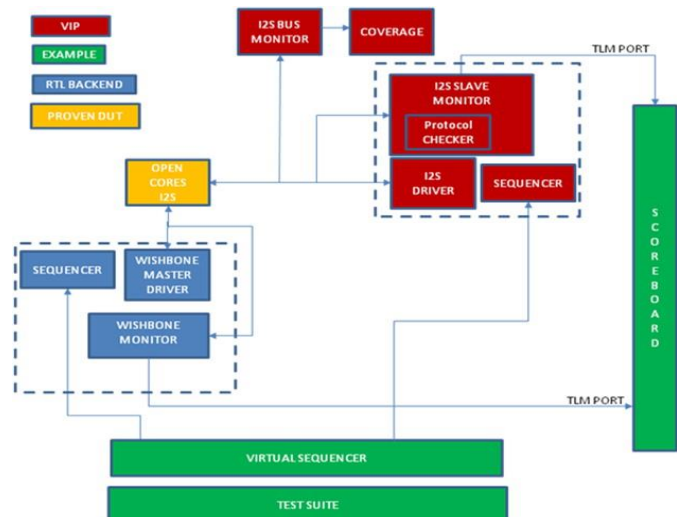 VIP
EXAMPLE
RTL BACKEND
PROVEN DUT
I2S BUS
MONITOR
COVERAGE
TLM PORT
I2S SLAVE
MONITOR
Protocol
CHECKER
OPEN
CORES
I2S
I2S
DRIVER
SEQUENCER
SCOREBOARD
SEQUENCER
WISHBONE
MASTER
DRIVER
WISHBONE
MONITOR
TLM PORT
VIRTUAL SEQUENCER
TEST SUITE